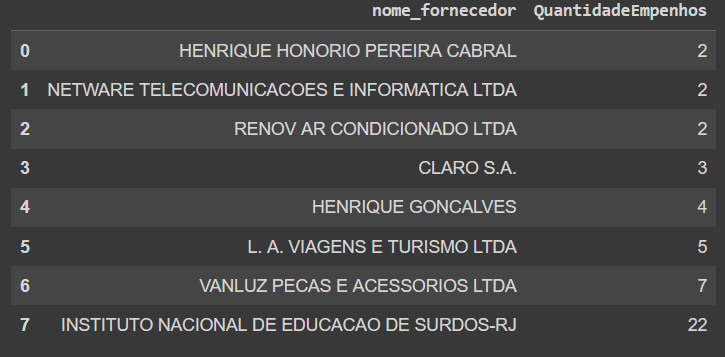 nome_fornecedor QuantidadeEmpenhos
0 HENRIQUE HONORIO PEREIRA CABRAL 2
1 NETWARE TELECOMUNICACOES E INFORMATICA LTDA 2
2 RENOV AR CONDICIONADO LTDA 2
3 CLARO S.A. 3
4 HENRIQUE GONCALVES 4
5 L. A. VIAGENS E TURISMO LTDA 5
6 VANLUZ PECAS E ACESSORIOS LTDA 7
7 INSTITUTO NACIONAL DE EDUCACAO DE SURDOS-RJ 22